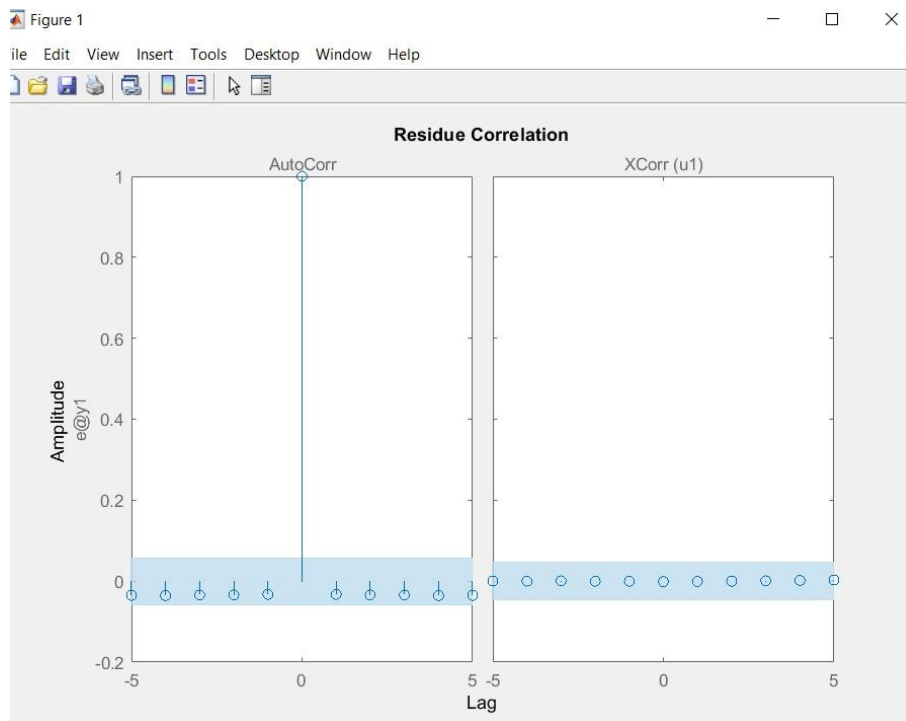 Figure 1
ile Edit View Insert Tools Desktop Window Help
Residue Correlation
AutoCorr
XCorr (u1)
Amplitude
e@y1
1
0.8
0.6
0.4
0.2
0
-0.2
-5 0 5
-5 0 5
Lag